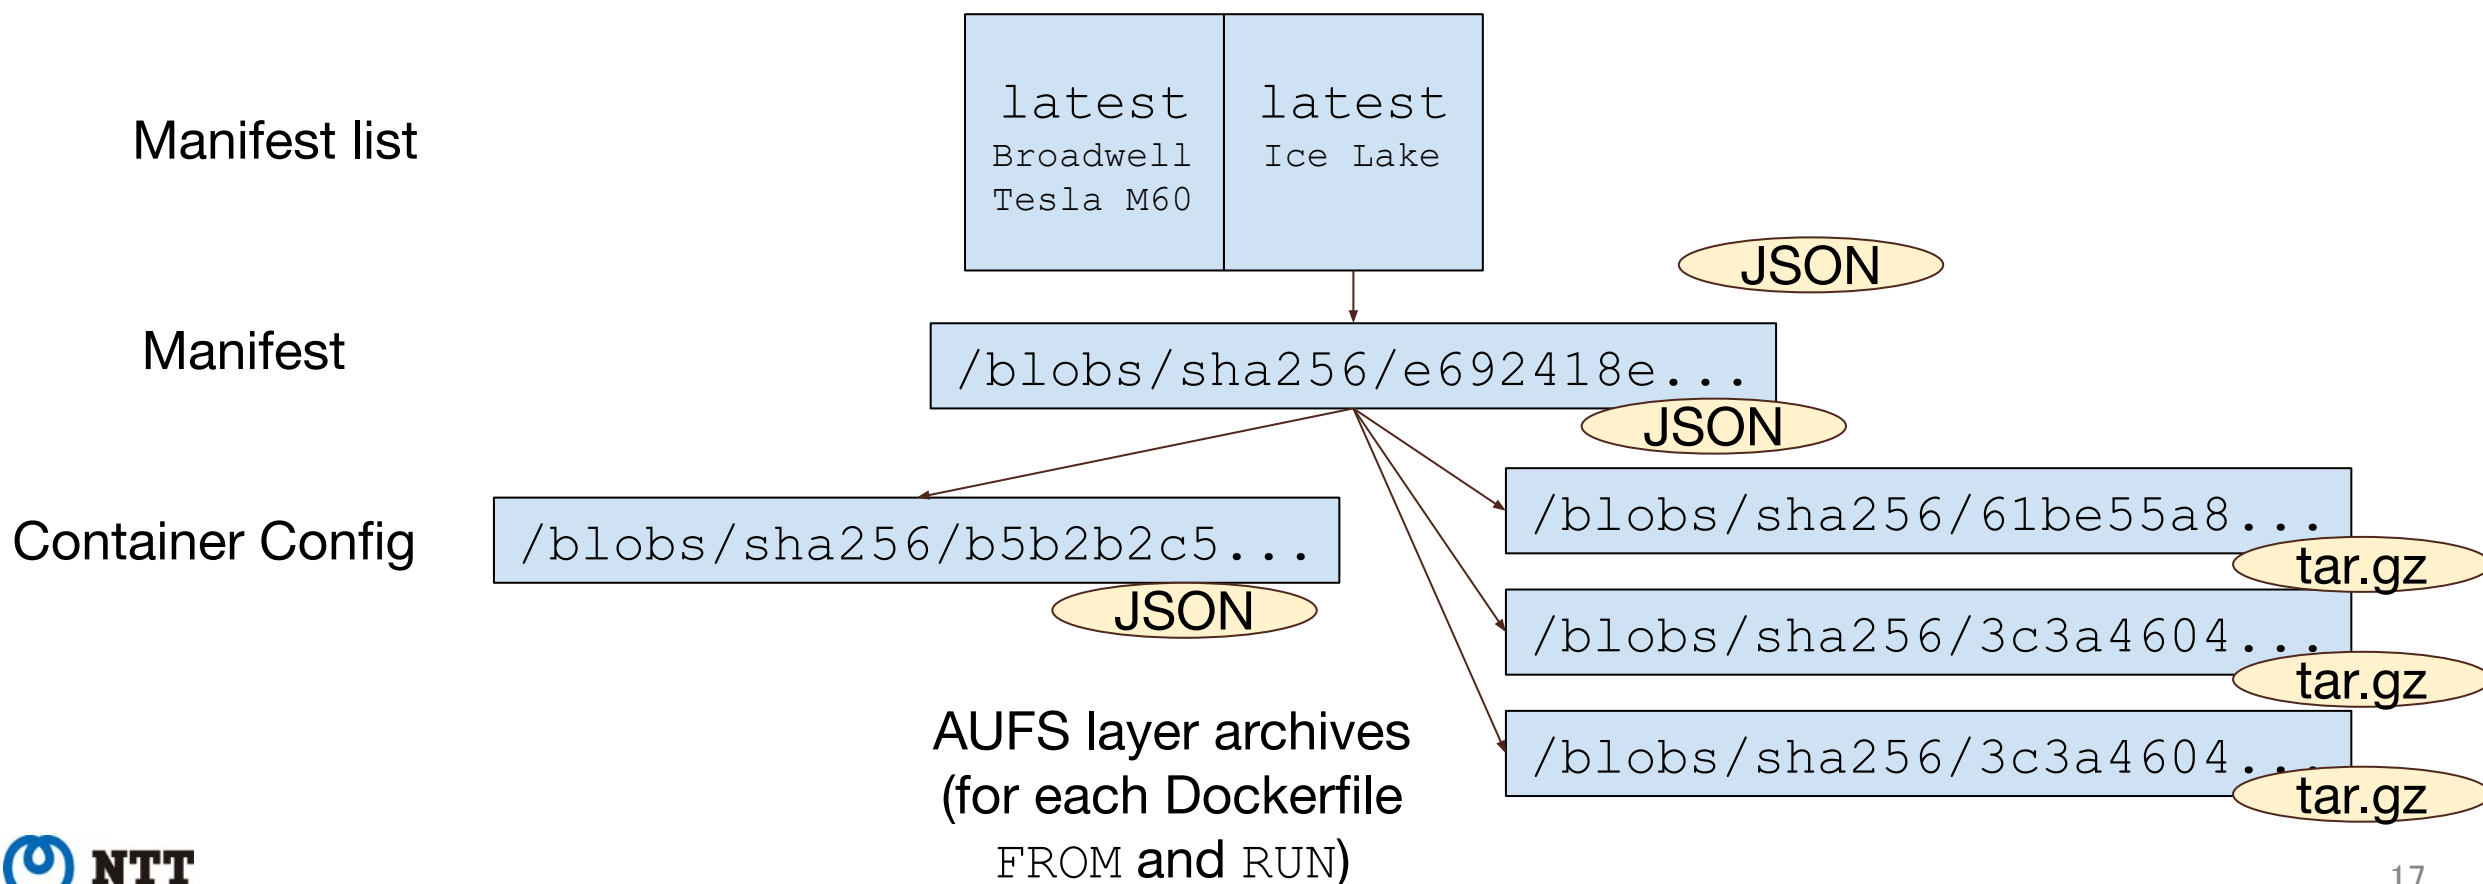 Manifest list
latest
Broadwell
Tesla M60
latest
Ice Lake
JSON
Manifest
/blobs/sha256/e692418e...
JSON
Container Config
/blobs/sha256/b5b2b2c5...
JSON
/blobs/sha256/61be55a8...
tar.gz
/blobs/sha256/3c3a4604...
tar.gz
/blobs/sha256/3c3a4604...
tar.gz
AUFS layer archives
(for each Dockerfile
FROM and RUN)
NTT
17